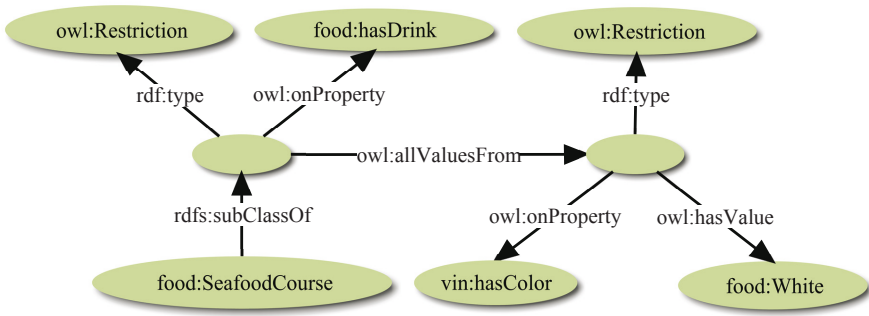 owl:Restriction
food:hasDrink
owl:Restriction
rdf:type
owl:onProperty
rdf:type
owl:allValuesFrom
rdfs:subClassOf
owl:onProperty
owl:hasValue
food:SeafoodCourse
vin:hasColor
food:White